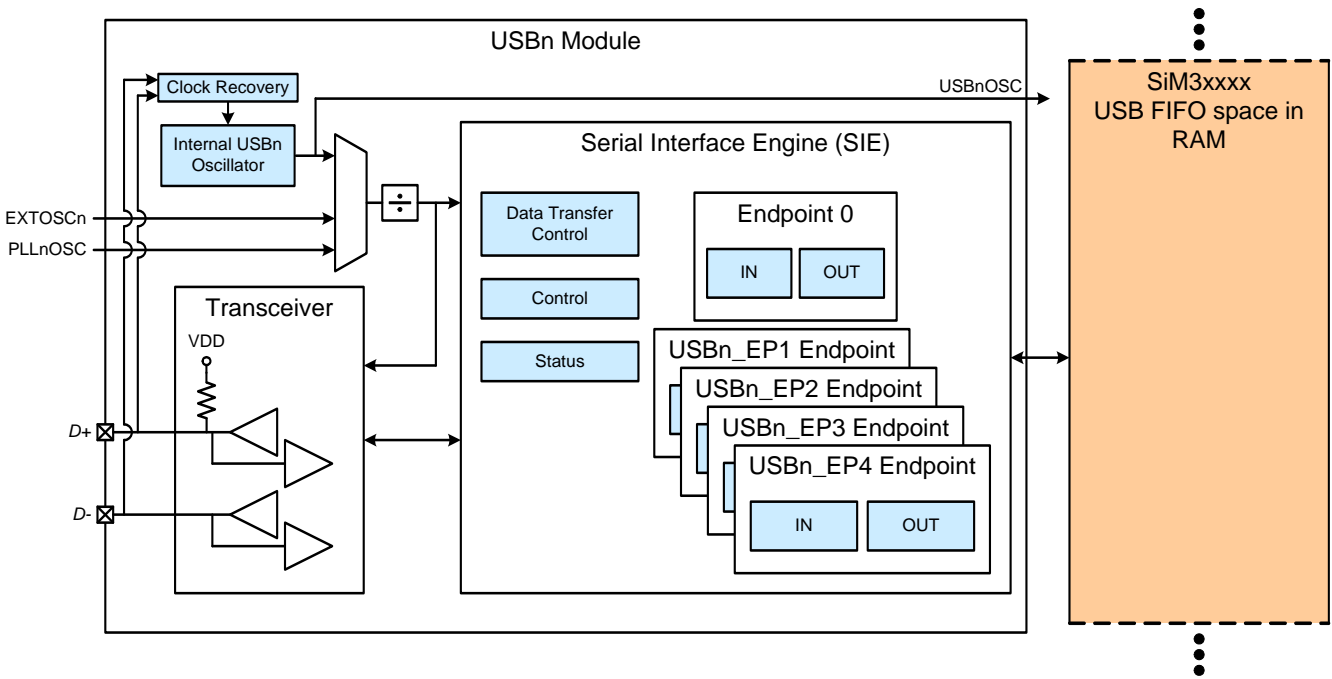 USBn Module
Clock Recovery
Internal USBn
Oscillator
USBnOSC
EXTOSCn
PLLnOSC
÷
Transceiver
VDD
D+
D-
Serial Interface Engine (SIE)
Data Transfer
Control
Control
Status
Endpoint 0
IN
OUT
USBn_EP1 Endpoint
USBn_EP2 Endpoint
USBn_EP3 Endpoint
USBn_EP4 Endpoint
IN
OUT
SiM3xxxx
USB FIFO space in
RAM